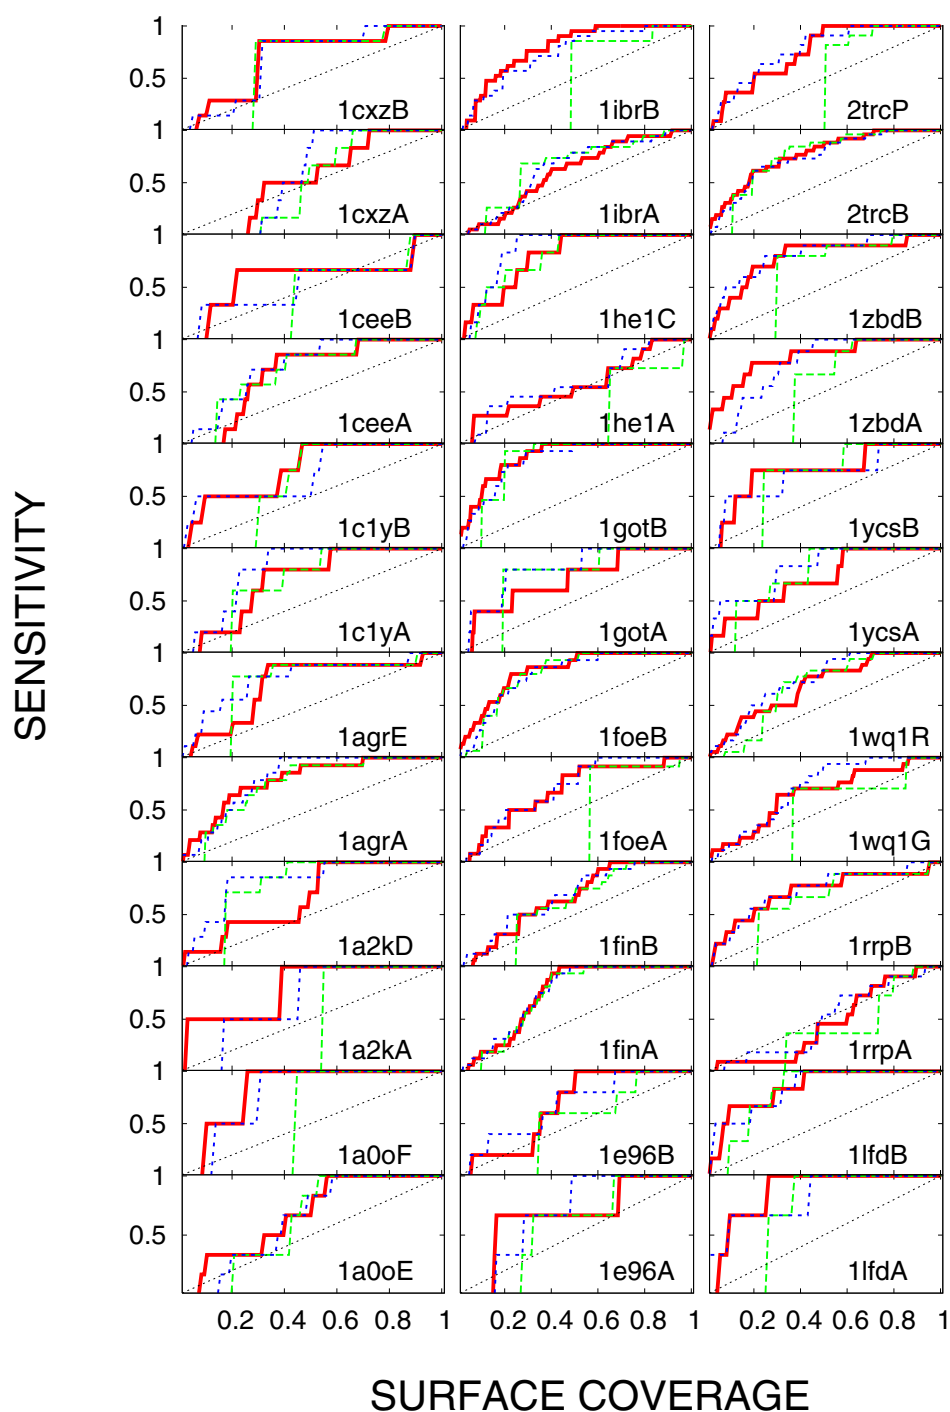 1
0.5 1cxzB 1ibrB 2trcP
1
0.5 1cxzA 1ibrA 2trcB
1
0.5 1ceeB 1he1C 1zbdB
1
0.5 1ceeA 1he1A 1zbdA
1
0.5 1c1yB 1gotB 1ycsB
1
0.5 1c1yA 1gotA 1ycsA
1
0.5 1agrE 1foeB 1wq1R
1
0.5 1agrA 1foeA 1wq1G
1
0.5 1a2kD 1finB 1rrpB
1
0.5 1a2kA 1finA 1rrpA
1
0.5 1a0oF 1e96B 1lfdB
1
0.5 1a0oE 1e96A 1lfdA
0.2 0.4 0.6 0.8 1 0.2 0.4 0.6 0.8 1 0.2 0.4 0.6 0.8 1
SENSITIVITY
SURFACE COVERAGE